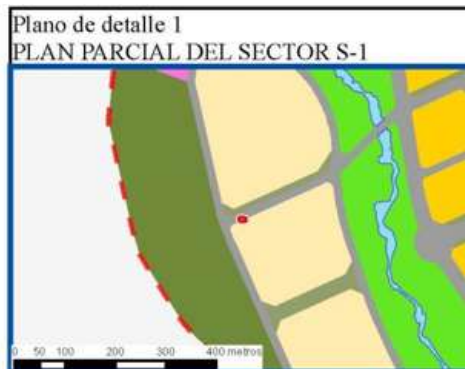 Plano de detalle 1
PLAN PARCIAL DEL SECTOR S-1
0 50 100 200 300 400 metros